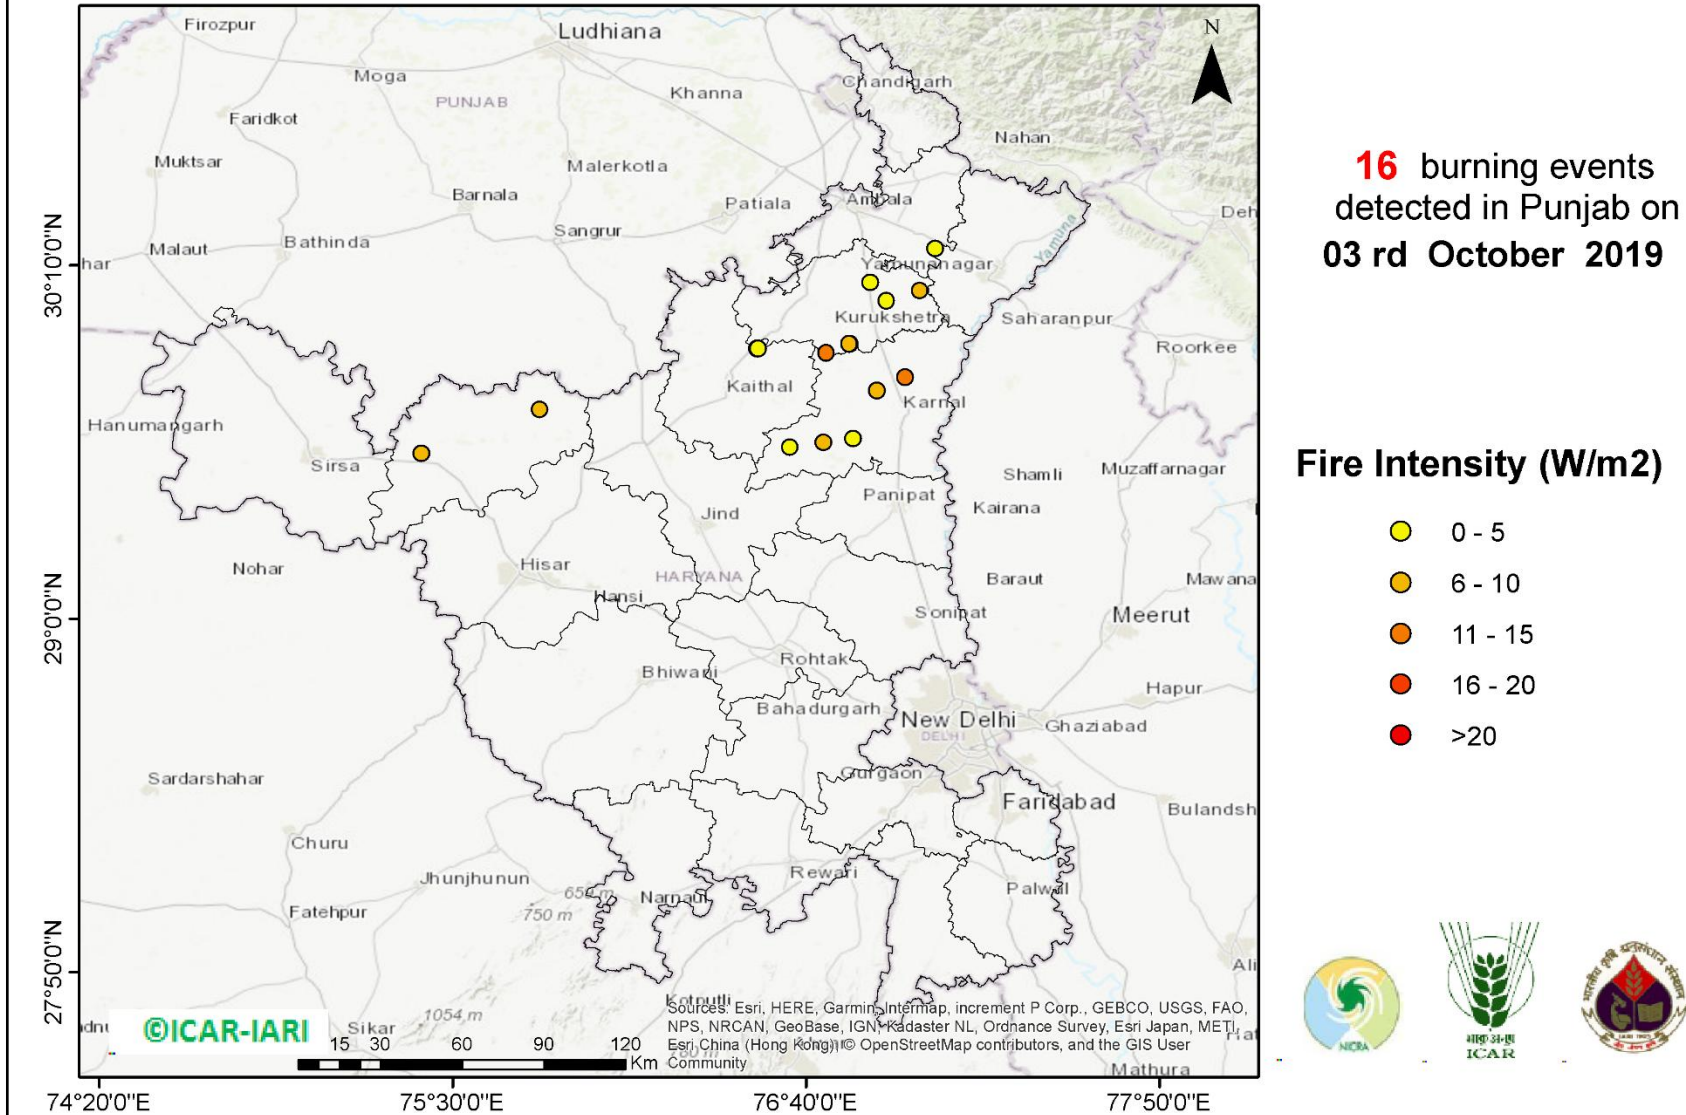 Firozpur
Ludhiana
N
Moga
Chandigarh
PUNJAB
Khanna
Faridkot
Nahan
Muktsar
Malerkotla
Barnala
Patiala
Ambala
Deh
Sangrur
Yamuna
Malaut
Bathinda
har
Yamunanagar
Kurukshetra
Saharanpur
Roorkee
Kaithal
Hanumangarh
Karnal
Sirsa
Shamli
Muzaffarnagar
Panipat
Kairana
Jind
Nohar
Hisar
HARYANA
Baraut
Mawana
Hansi
Sonipat
Meerut
Rohtak
Bhiwani
Hapur
Bahadurgarh
New Delhi
Ghaziabad
DELHI
Gurgaon
Sardarshahar
Faridabad
Bulandsh
Churu
Rewari
Jhunjhunun
Palwal
659 m
Narnaul
Fatehpur
750 m
Ali
Kotputli
1054 m
Sikar
Mathura
30°10'0"N
29°0'0"N
27°50'0"N
74°20'0"E
75°30'0"E
76°40'0"E
77°50'0"E
©ICAR-IARI
15 30 60 90 120
Km
Sources: Esri, HERE, Garmin, Intermap, increment P Corp., GEBCO, USGS, FAO,
NPS, NRCAN, GeoBase, IGN, Kadaster NL, Ordnance Survey, Esri Japan, METI,
Esri China (Hong Kong), © OpenStreetMap contributors, and the GIS User
Community
16 burning events
detected in Punjab on
03 rd October 2019
Fire Intensity (W/m2)
0 - 5
6 - 10
11 - 15
16 - 20
>20
NICRA
भाकृअनुप
ICAR
भारतीय कृषि अनुसंधान संस्थान